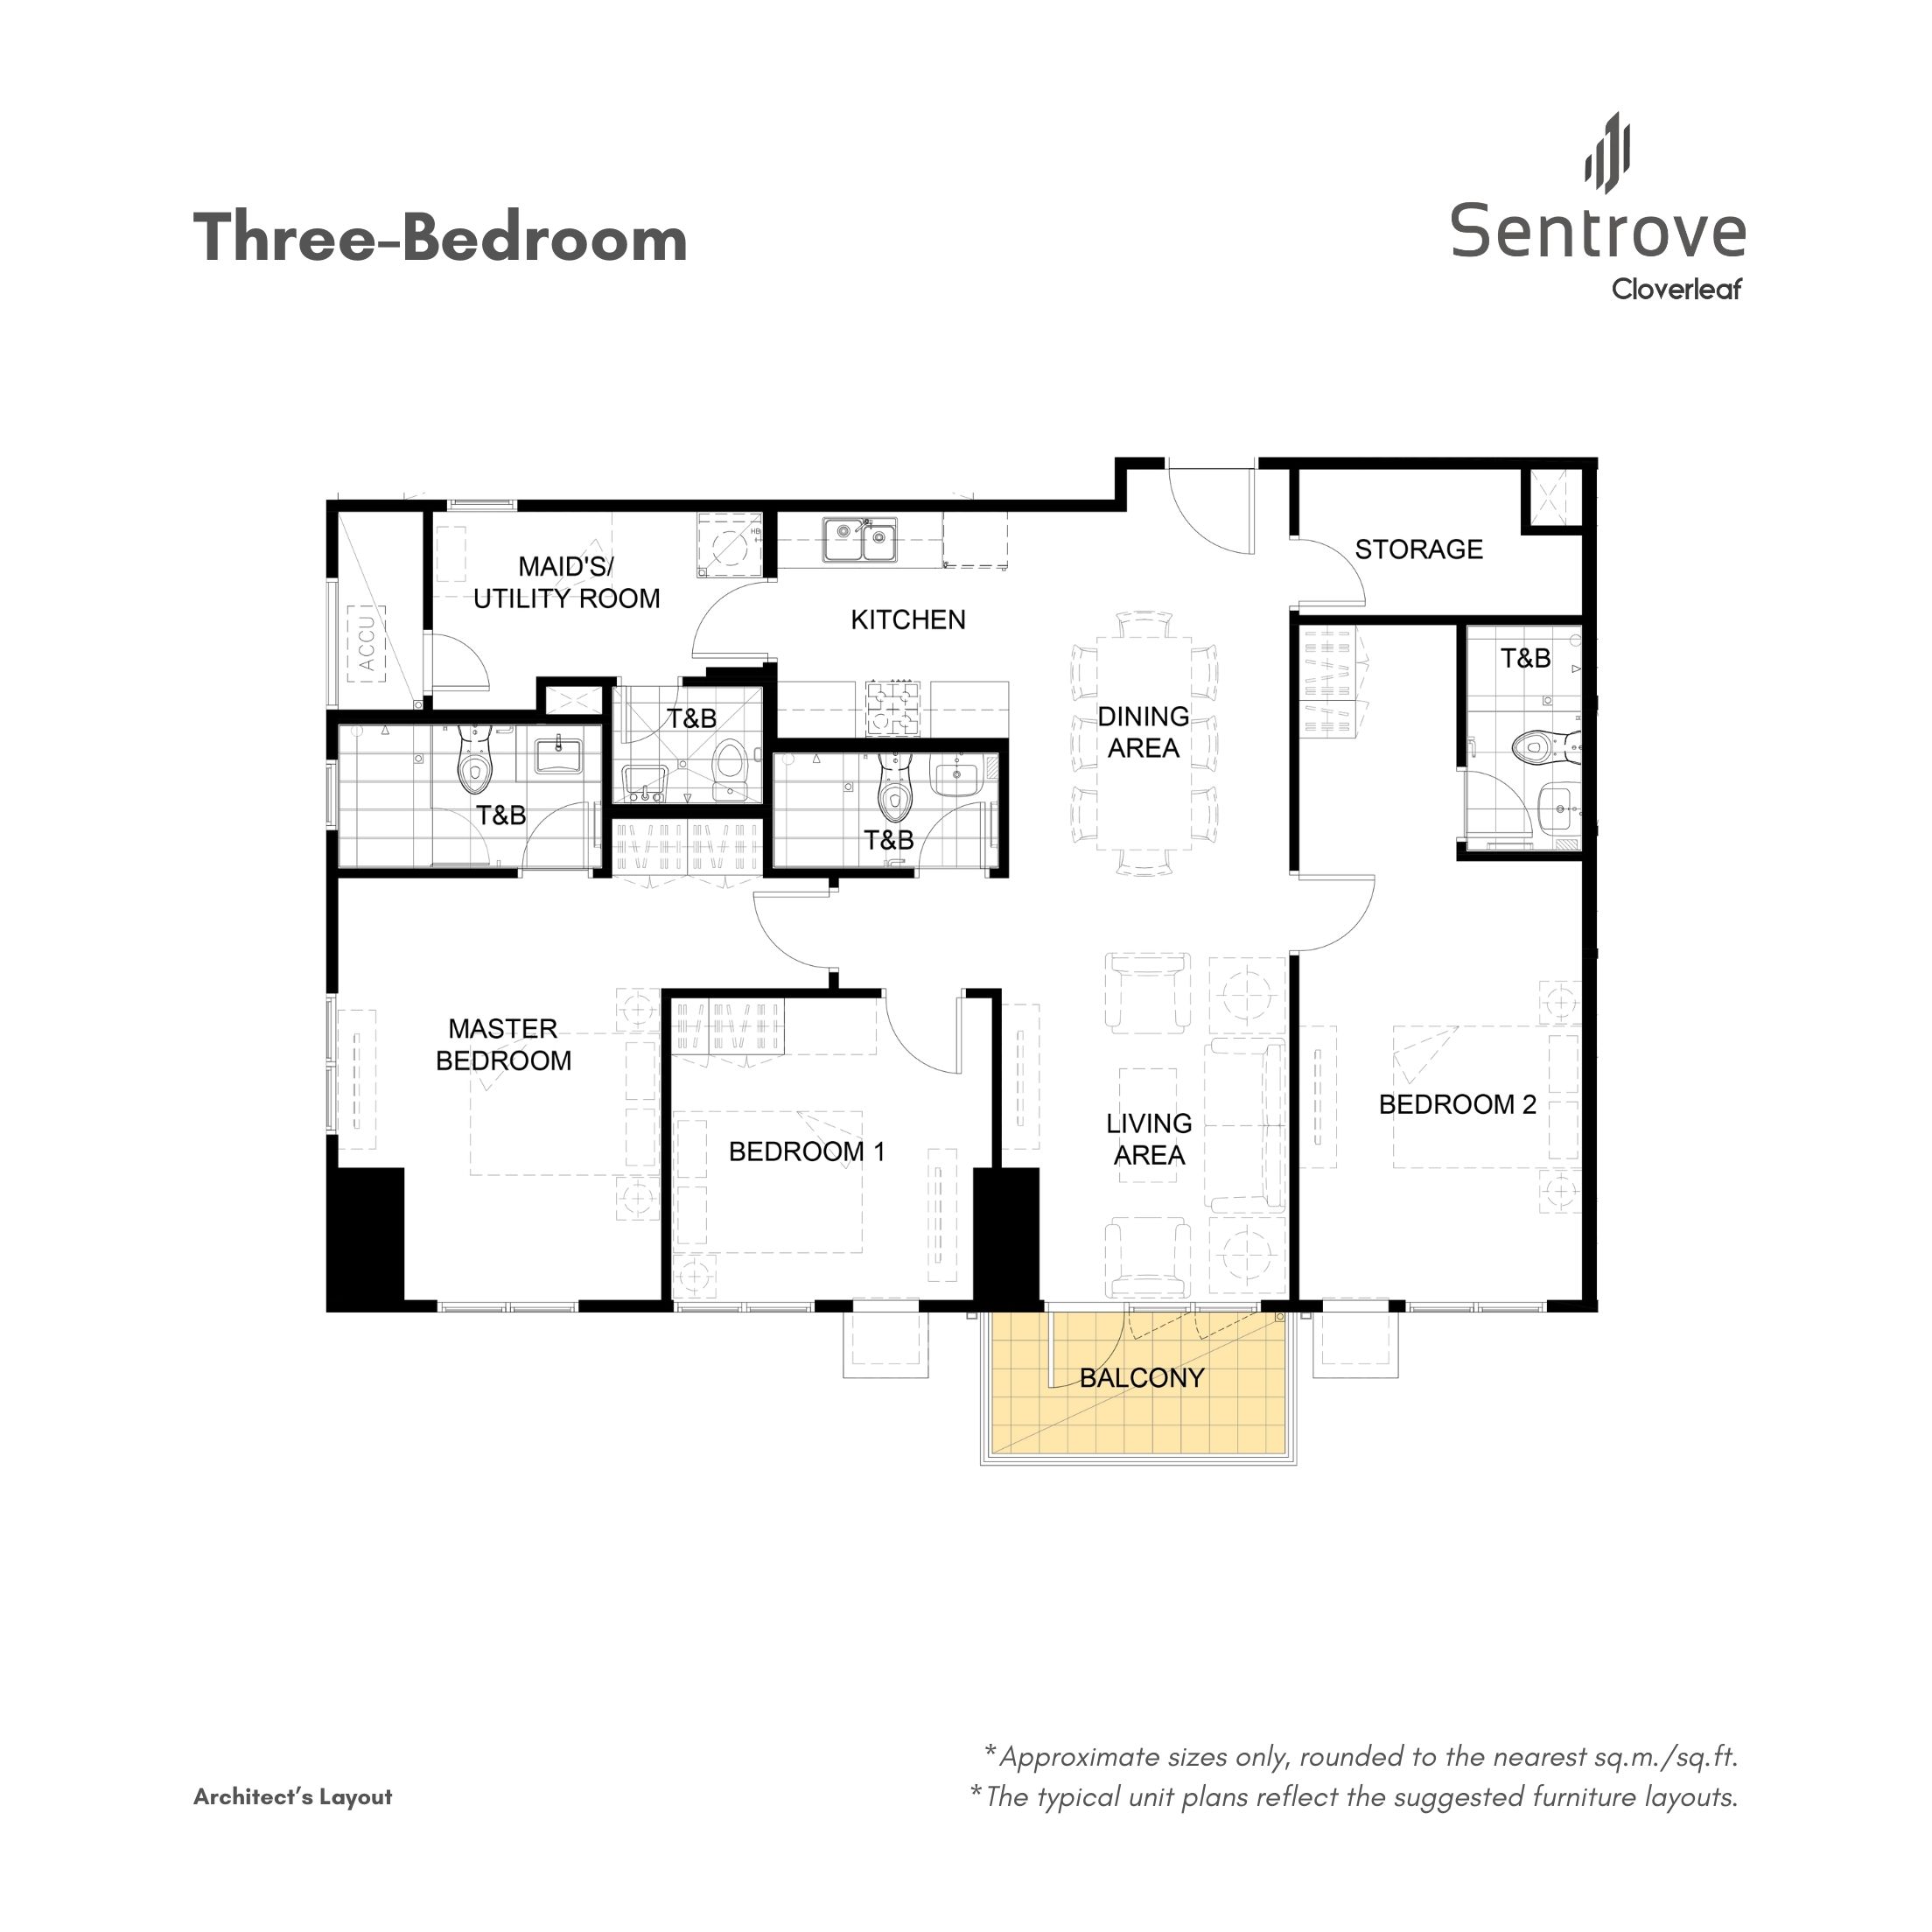 Three-Bedroom
Sentrove
Cloverleaf
MAID'S/
UTILITY ROOM
HB
ACCU
KITCHEN
STORAGE
T&B
T&B
T&B
T&B
DINING
AREA
MASTER
BEDROOM
BEDROOM 1
LIVING
AREA
BEDROOM 2
BALCONY
*Approximate sizes only, rounded to the nearest sq.m./sq.ft.
*The typical unit plans reflect the suggested furniture layouts.
Architect’s Layout